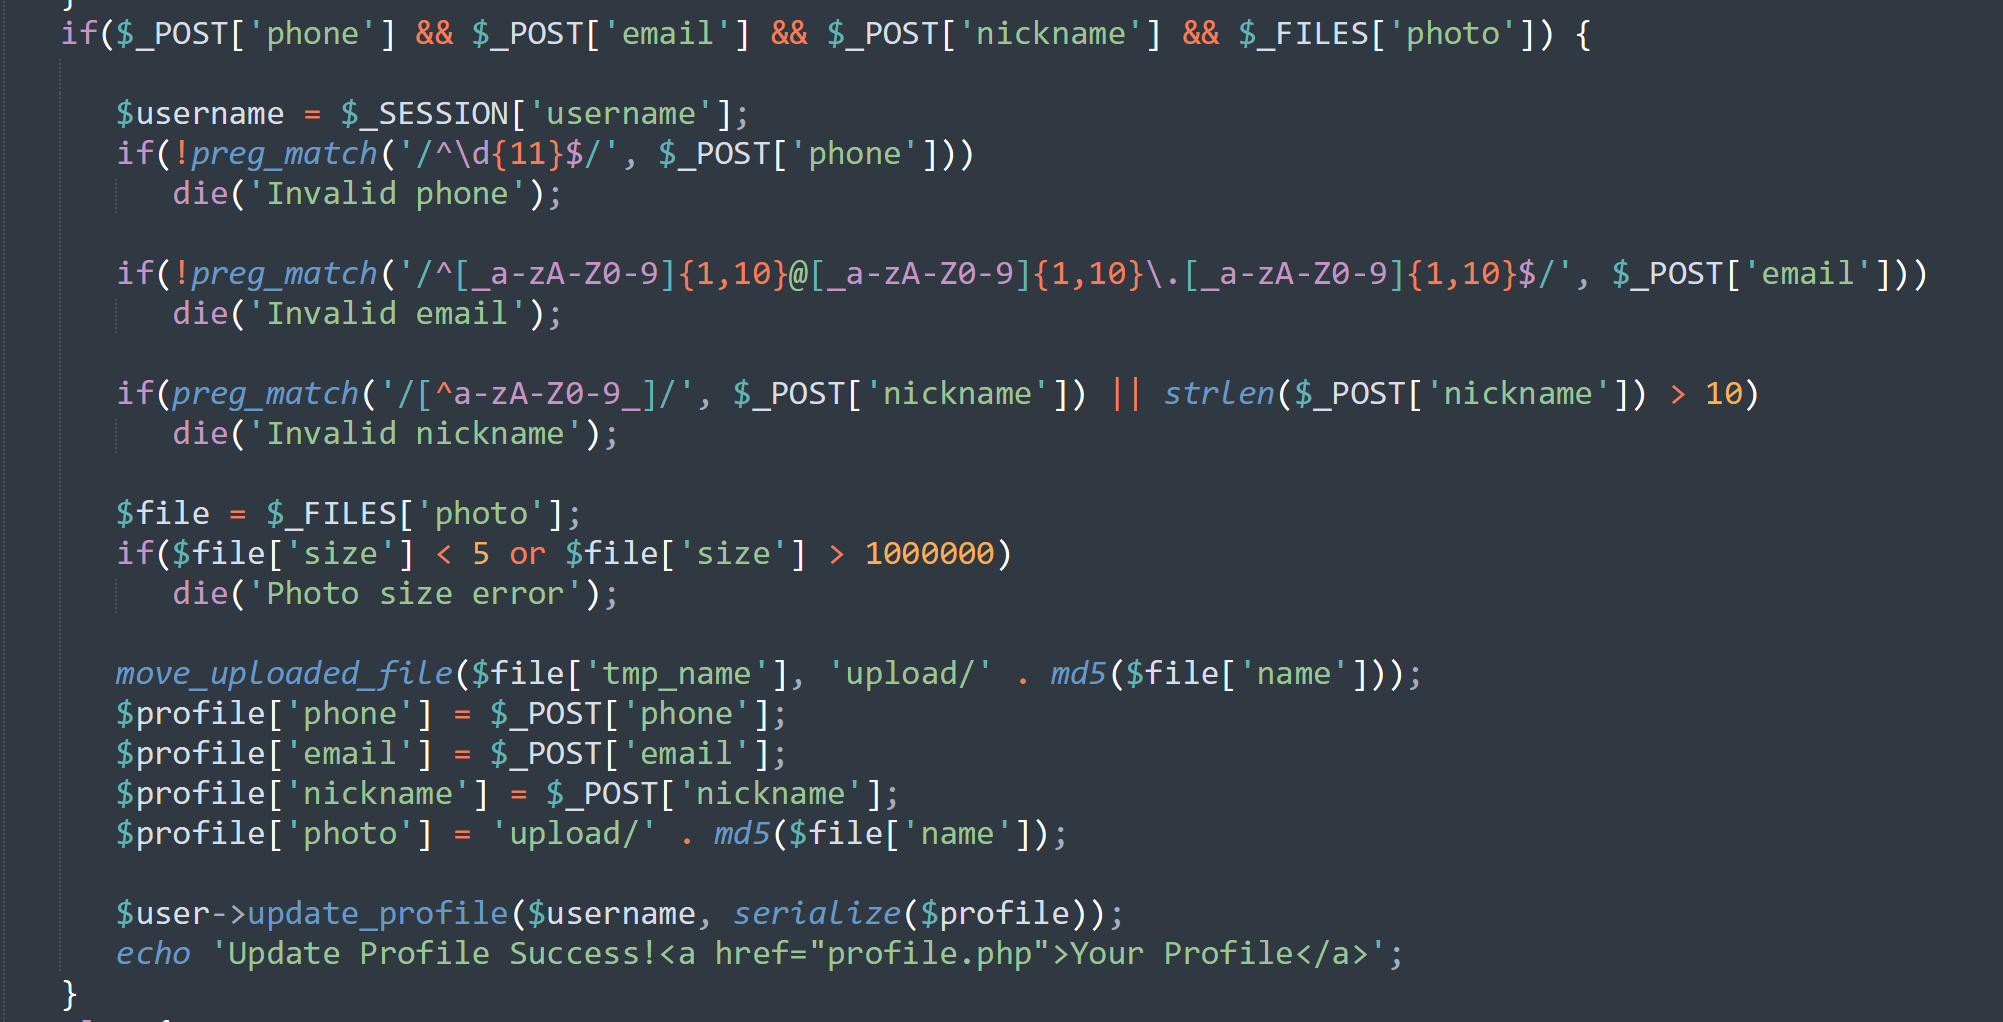 }
if($_POST['phone'] && $_POST['email'] && $_POST['nickname'] && $_FILES['photo']) {
$username = $_SESSION['username'];
if(!preg_match('/^\d{11}$/', $_POST['phone']))
die('Invalid phone');
if(!preg_match('/^[_a-zA-Z0-9]{1,10}@[_a-zA-Z0-9]{1,10}\.[_a-zA-Z0-9]{1,10}$/', $_POST['email']))
die('Invalid email');
if(preg_match('/[^a-zA-Z0-9_]/', $_POST['nickname']) || strlen($_POST['nickname']) > 10)
die('Invalid nickname');
$file = $_FILES['photo'];
if($file['size'] < 5 or $file['size'] > 1000000)
die('Photo size error');
move_uploaded_file($file['tmp_name'], 'upload/' . md5($file['name']));
$profile['phone'] = $_POST['phone'];
$profile['email'] = $_POST['email'];
$profile['nickname'] = $_POST['nickname'];
$profile['photo'] = 'upload/' . md5($file['name']);
$user->update_profile($username, serialize($profile));
echo 'Update Profile Success!<a href="profile.php">Your Profile</a>';
}